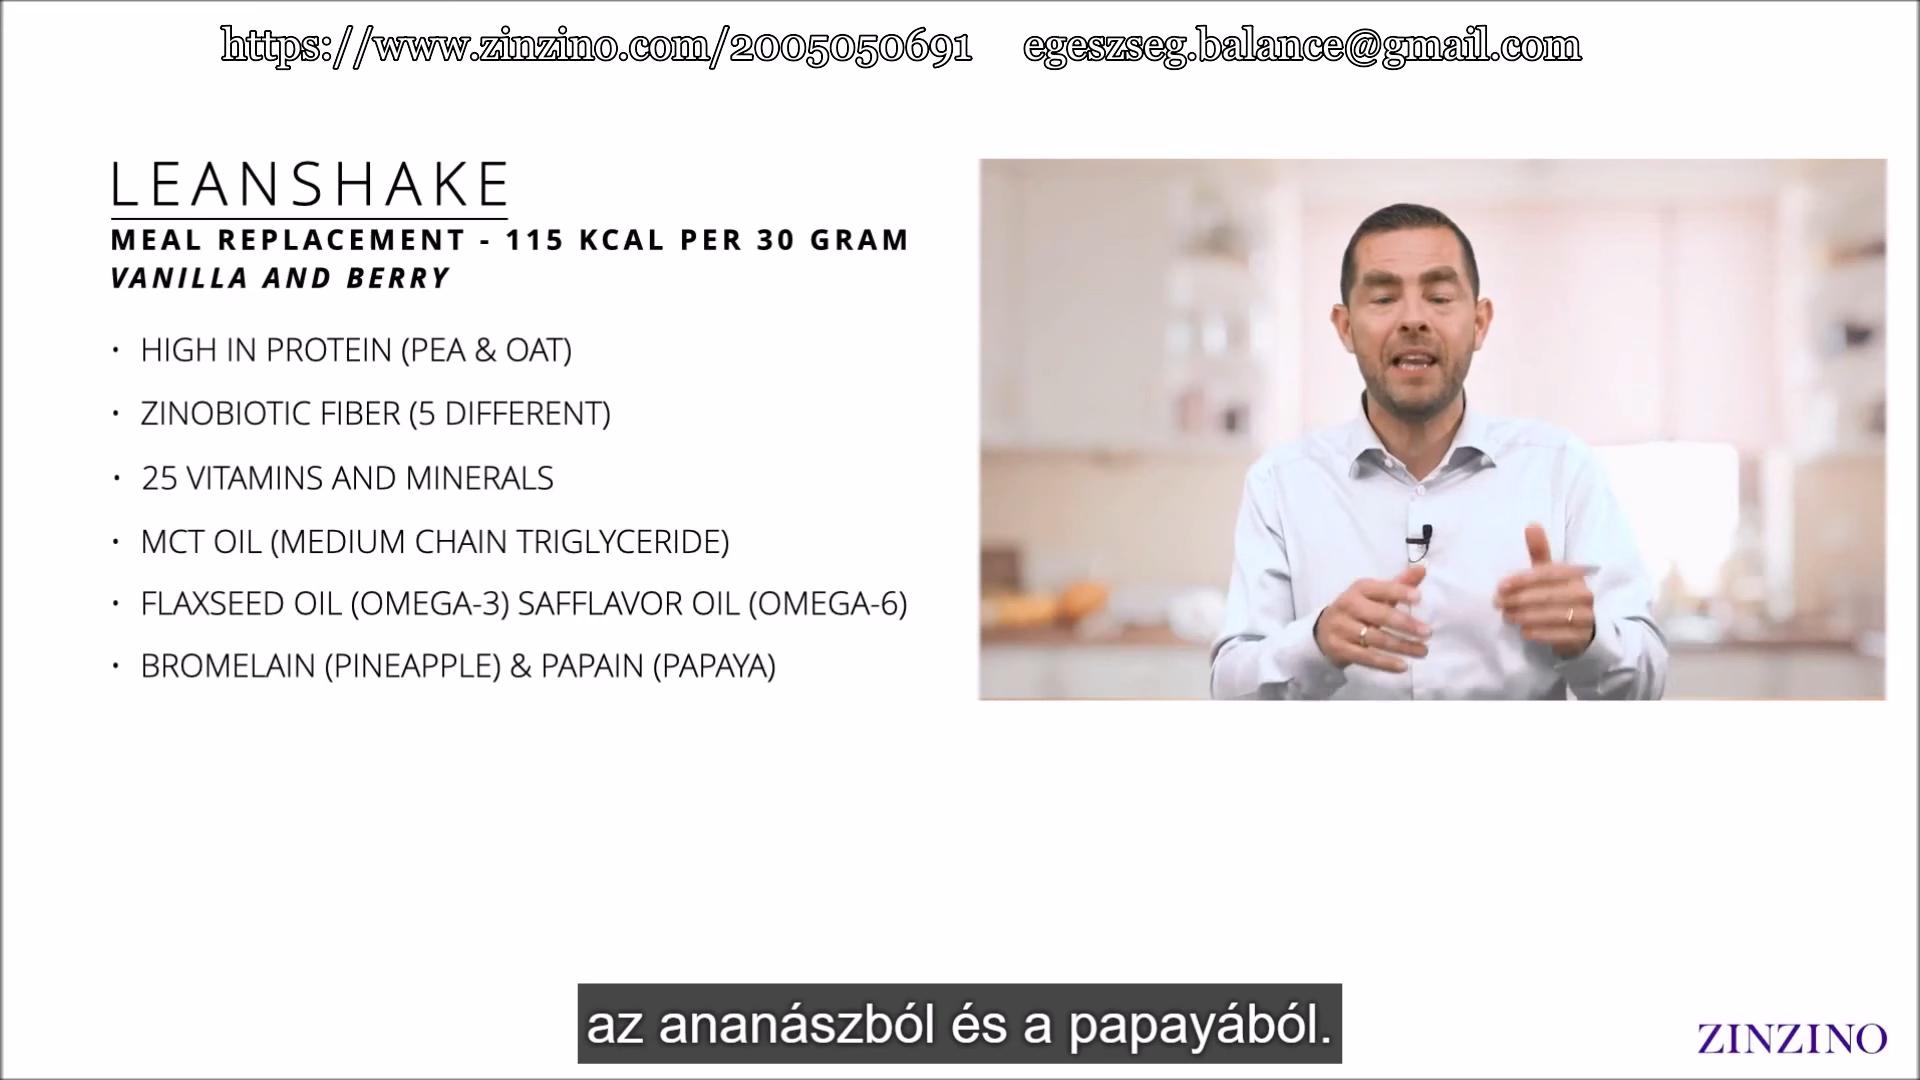 https://www.zinzino.com/2005050691 egeszseg.balance@gmail.com
LEANSHAKE
MEAL REPLACEMENT - 115 KCAL PER 30 GRAM
VANILLA AND BERRY
• HIGH IN PROTEIN (PEA & OAT)
• ZINOBIOTIC FIBER (5 DIFFERENT)
• 25 VITAMINS AND MINERALS
• MCT OIL (MEDIUM CHAIN TRIGLYCERIDE)
• FLAXSEED OIL (OMEGA-3) SAFFLAVOR OIL (OMEGA-6)
• BROMELAIN (PINEAPPLE) & PAPAIN (PAPAYA)
az ananászból és a papayából.
ZINZINO